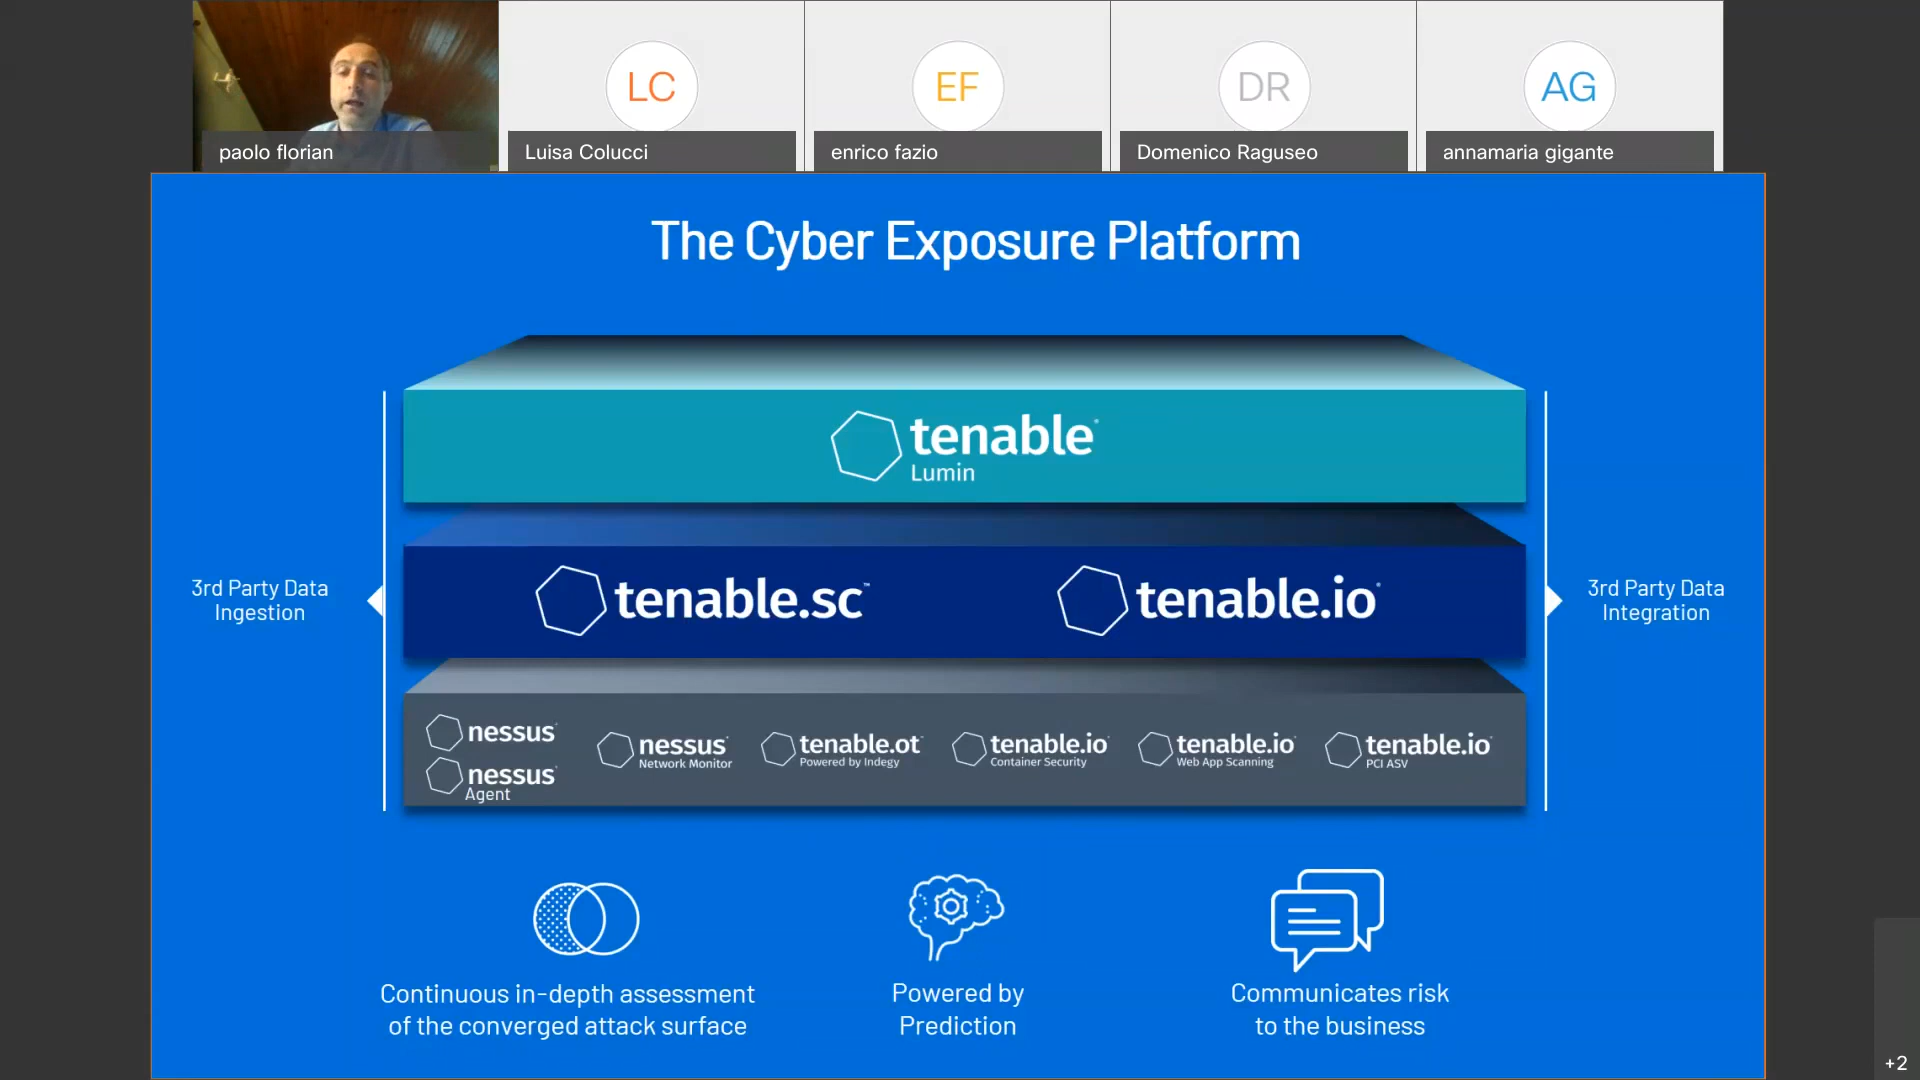 LC
EF
DR
AG
paolo florian
Luisa Colucci
enrico fazio
Domenico Raguseo
annamaria gigante
The Cyber Exposure Platform
tenable®
Lumin
3rd Party Data
Ingestion
tenable.sc™
tenable.io®
3rd Party Data
Integration
nessus®
nessus®
Agent
nessus®
Network Monitor
tenable.ot™
Powered by Indegy
tenable.io®
Container Security
tenable.io®
Web App Scanning
tenable.io®
PCI ASV
Continuous in-depth assessment
of the converged attack surface
Powered by
Prediction
Communicates risk
to the business
+2